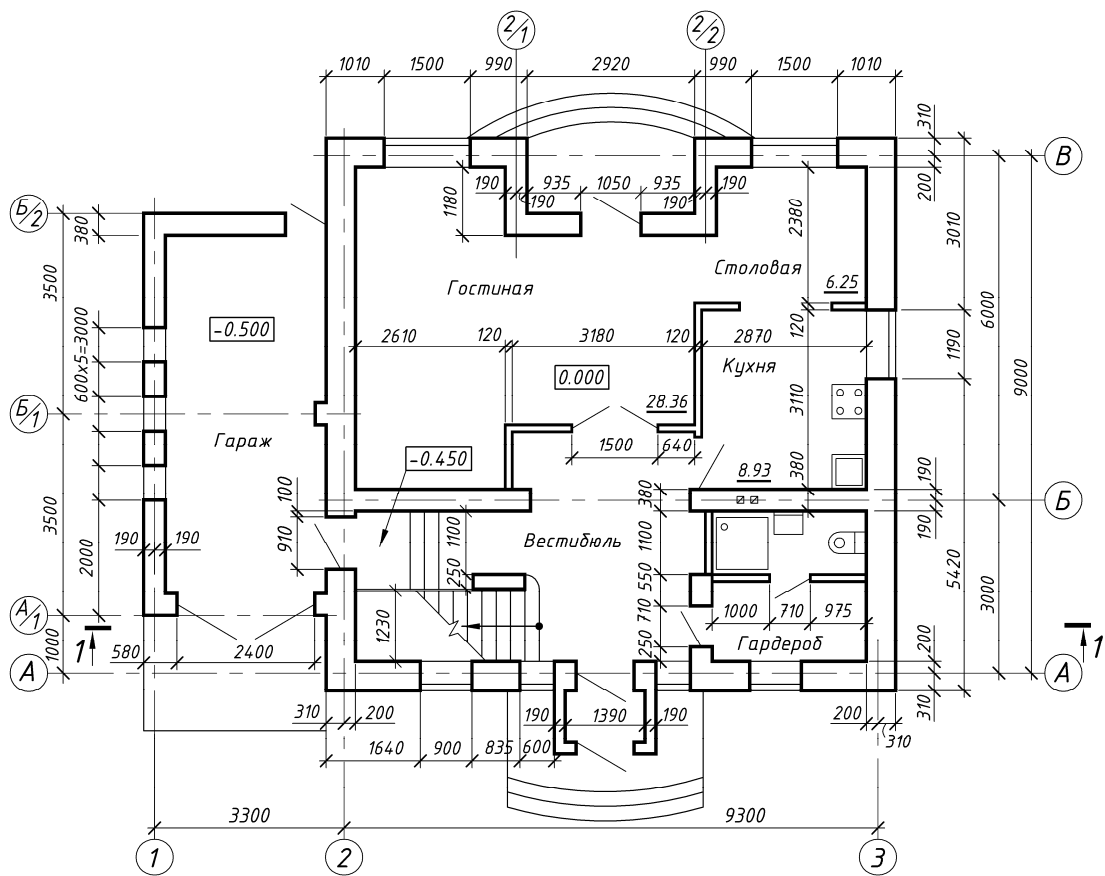 2/1 2/2
1010 1500 990 2920 990 1500 1010
310
В
190 935 1050 935 190
190 190
200
1180
2380
3010
Б/2
380
3500
Гостиная
Столовая
6.25
-0.500
6000
600х5=3000
2610 120 3180 120 2870
120
1190
9000
Кухня
0.000
28.36
3110
Б/1
Гараж
1500 640
-0.450
8.93
380
190
100
380
Б
190
3500
910
190 190
1100
Вестибюль
1100
2000
250
550
5420
3000
710
1000 710 975
А/1
1230
Гардероб
1000
1
580 2400
250
200
1
А
А
310 200
190 1390 190
200
310
310
1640 900 835 600
3300 9300
1 2 3